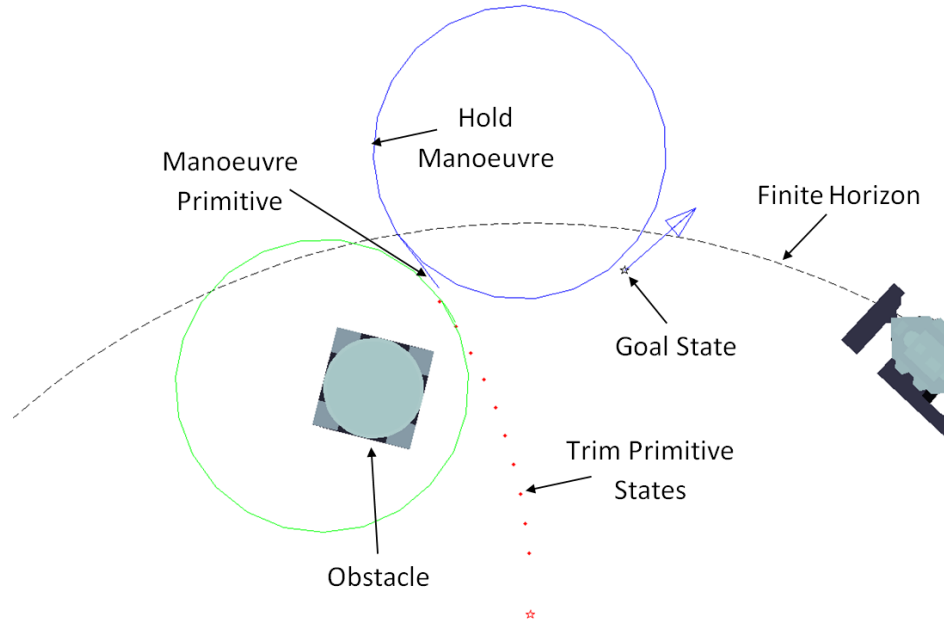 Hold
Manoeuvre
Manoeuvre
Primitive
Finite Horizon
Goal State
Trim Primitive
States
Obstacle